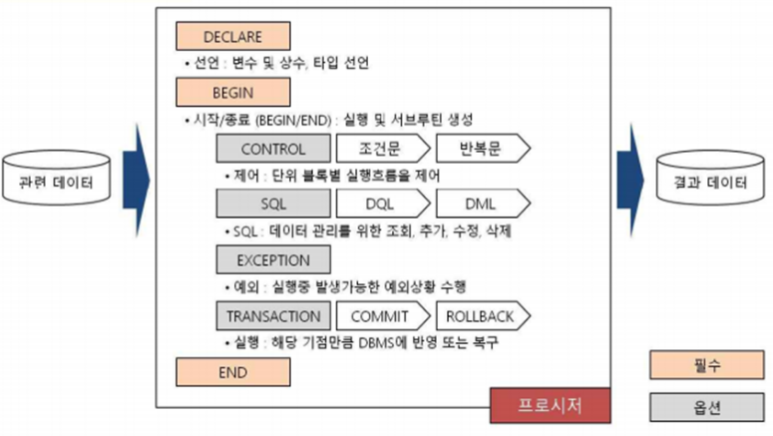 DECLARE
• 선언 : 변수 및 상수, 타입 선언
BEGIN
• 시작/종료 (BEGIN/END) : 실행 및 서브루틴 생성
CONTROL 조건문 반복문
• 제어 : 단위 블록별 실행흐름을 제어
관련 데이터
결과 데이터
SQL DQL DML
• SQL : 데이터 관리를 위한 조회, 추가, 수정, 삭제
EXCEPTION
• 예외 : 실행중 발생가능한 예외상황 수행
TRANSACTION COMMIT ROLLBACK
• 실행 : 해당 기점만큼 DBMS에 반영 또는 복구
END
프로시저
필수
옵션